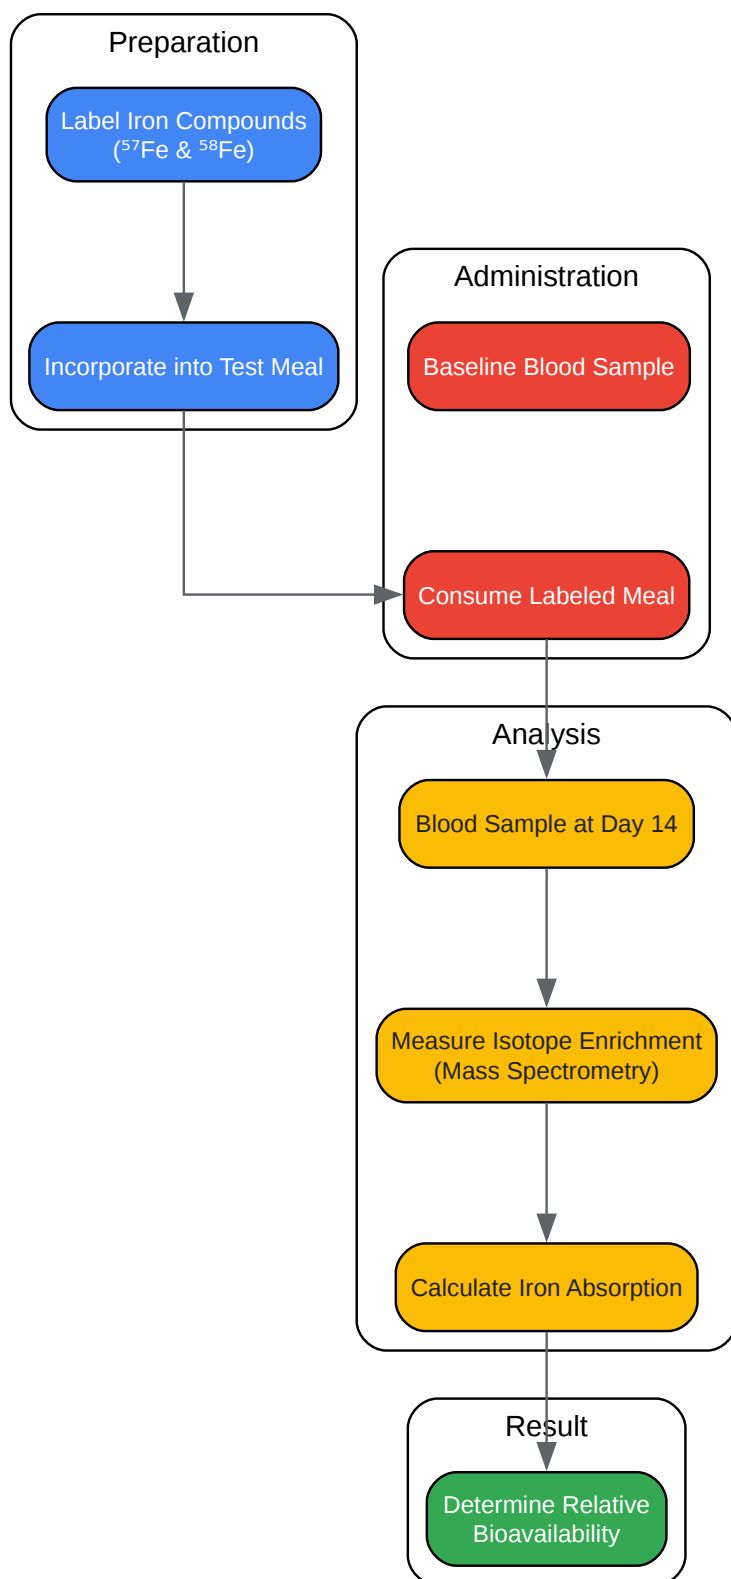 Preparation
Label Iron Compounds
(⁵⁷Fe & ⁵⁸Fe)
Incorporate into Test Meal
Administration
Baseline Blood Sample
Consume Labeled Meal
Analysis
Blood Sample at Day 14
Measure Isotope Enrichment
(Mass Spectrometry)
Calculate Iron Absorption
Result
Determine Relative
Bioavailability